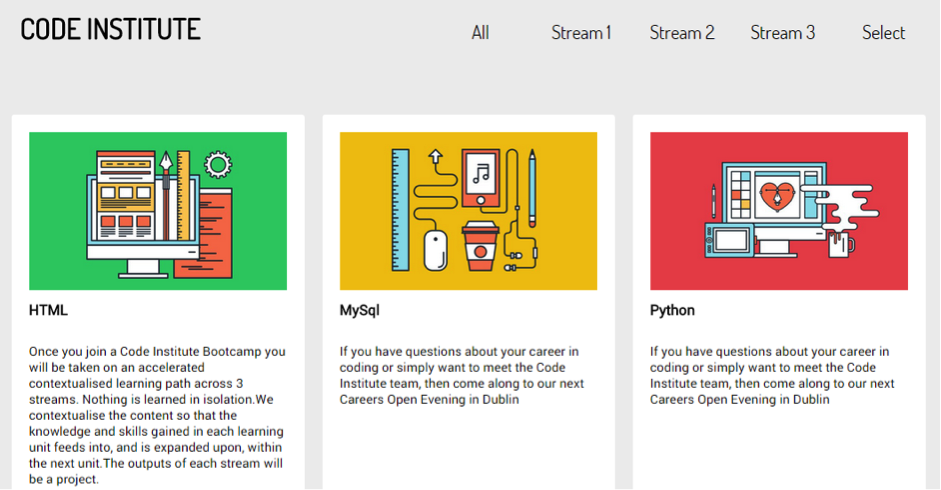 CODE INSTITUTE
All Stream 1 Stream 2 Stream 3 Select
HTML
Once you join a Code Institute Bootcamp you
will be taken on an accelerated
contextualised learning path across 3
streams. Nothing is learned in isolation.We
contextualise the content so that the
knowledge and skills gained in each learning
unit feeds into, and is expanded upon, within
the next unit.The outputs of each stream will
be a project.
MySql
If you have questions about your career in
coding or simply want to meet the Code
Institute team, then come along to our next
Careers Open Evening in Dublin
Python
If you have questions about your career in
coding or simply want to meet the Code
Institute team, then come along to our next
Careers Open Evening in Dublin